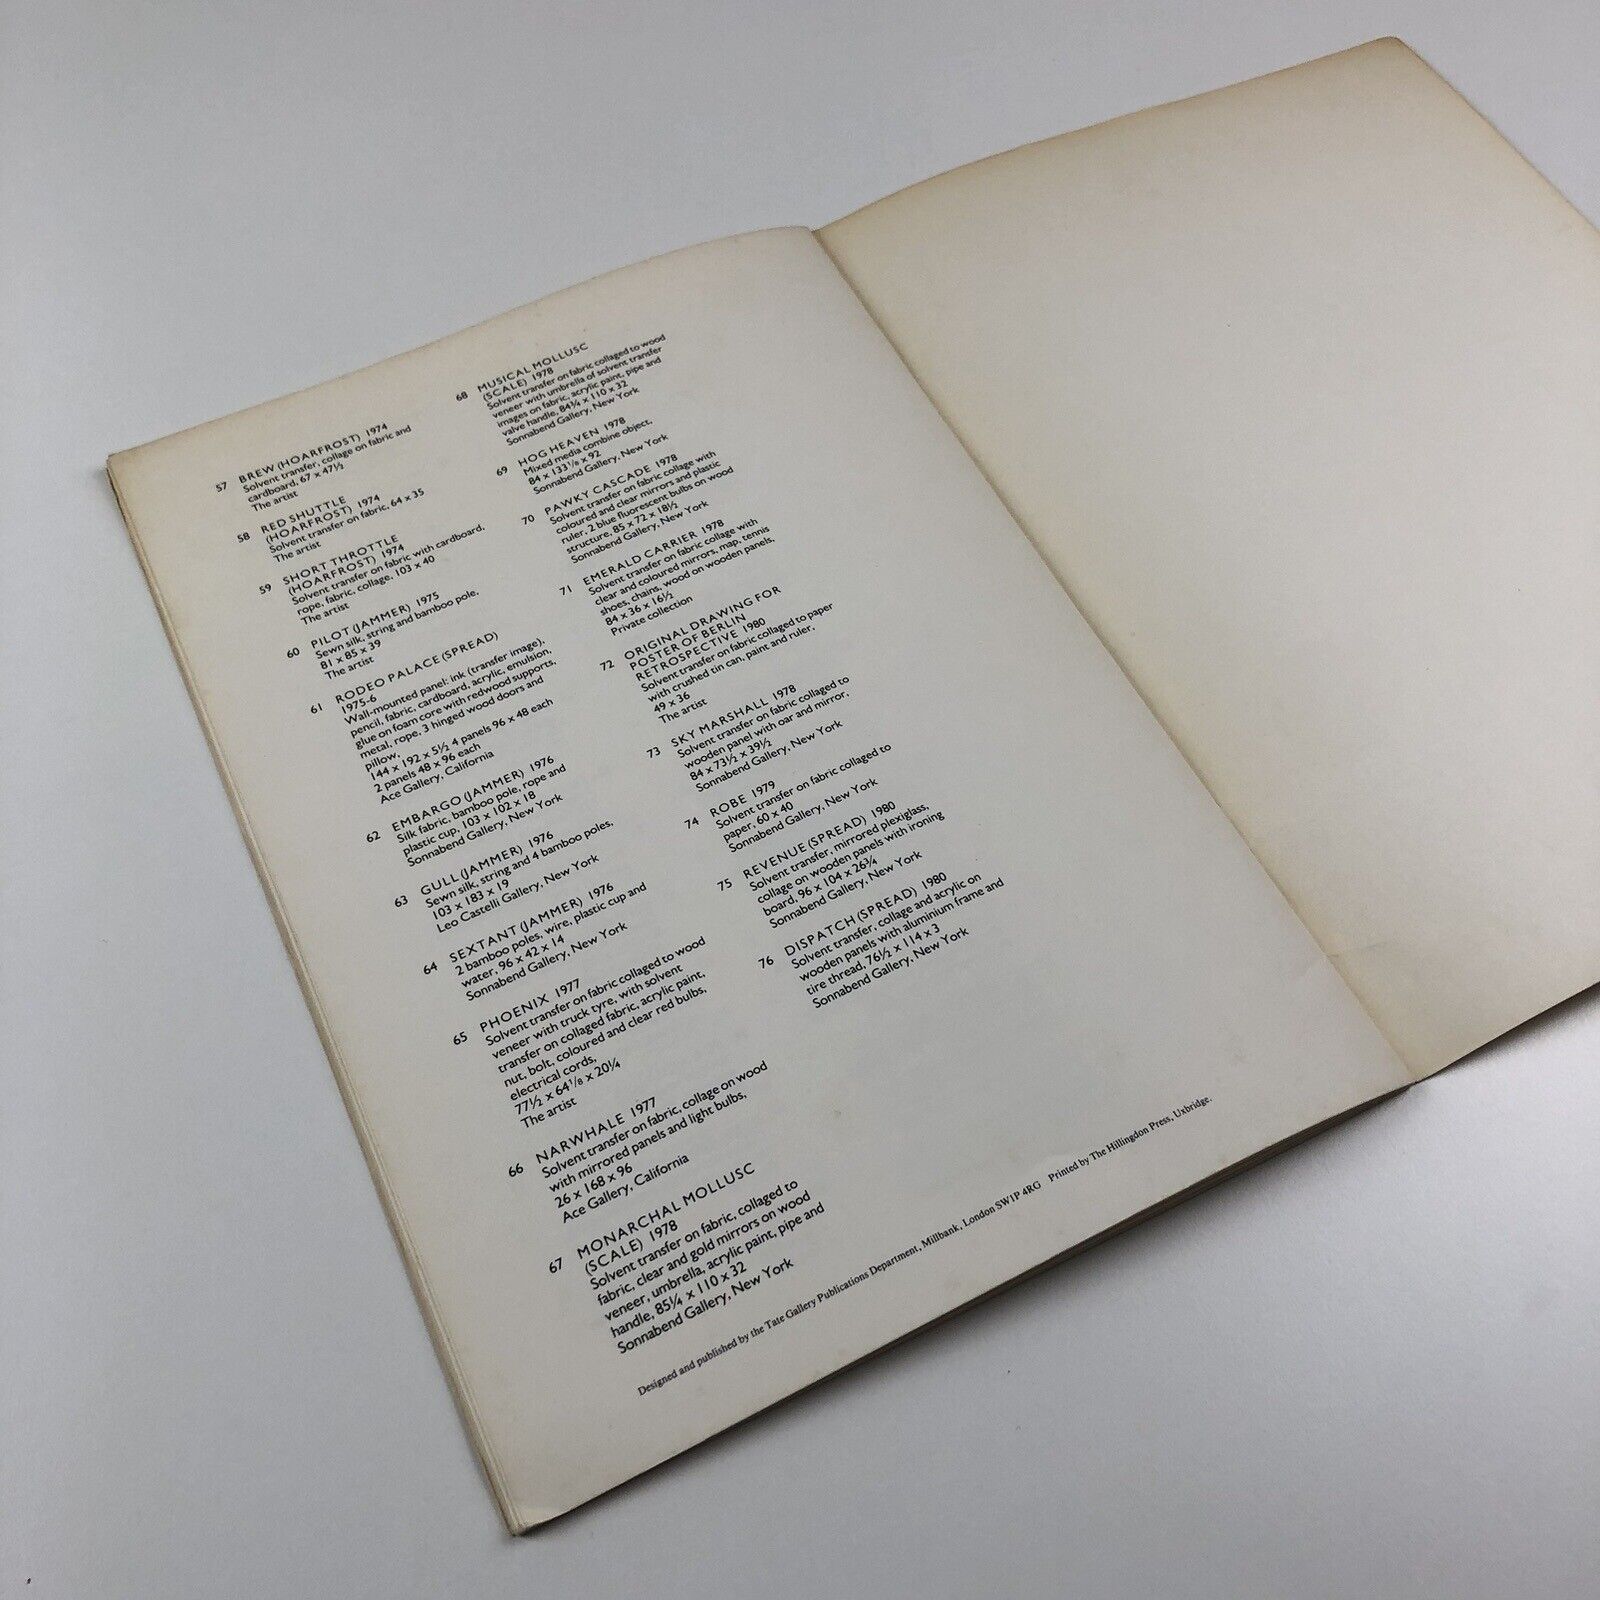 57 BREW (HOARFROST) 1974
Solvent transfer, collage on fabric and
cardboard, 67 x 47½
The artist
58 RED SHUTTLE
(HOARFROST) 1974
Solvent transfer on fabric, 64 x 35
The artist
59 SHORT THROTTLE
(HOARFROST) 1974
Solvent transfer on fabric with cardboard,
rope, fabric, collage, 103 x 40
The artist
60 PILOT (JAMMER) 1975
Sewn silk, string and bamboo pole,
81 x 85 x 39
The artist
61 RODEO PALACE (SPREAD)
1975-6
Wall-mounted panel: ink (transfer image),
pencil, fabric, cardboard, acrylic, emulsion,
glue on foam core with redwood supports,
metal, rope, 3 hinged wood doors and
pillow,
144 x 192 x 5½ 4 panels 96 x 48 each
2 panels 48 x 96 each
Ace Gallery, California
62 EMBARGO (JAMMER) 1976
Silk fabric, bamboo pole, rope and
plastic cup, 103 x 102 x 18
Sonnabend Gallery, New York
63 GULL (JAMMER) 1976
Sewn silk, string and 4 bamboo poles,
103 x 183 x 19
Leo Castelli Gallery, New York
64 SEXTANT (JAMMER) 1976
2 bamboo poles, wire, plastic cup and
water, 96 x 42 x 14
Sonnabend Gallery, New York
65 PHOENIX 1977
Solvent transfer on fabric collaged to wood
veneer with truck tyre, with solvent
transfer on collaged fabric, acrylic paint,
nut, bolt, coloured and clear red bulbs,
electrical cords,
77½ x 64⅛ x 20¼
The artist
66 NARWHALE 1977
Solvent transfer on fabric, collage on wood
with mirrored panels and light bulbs,
26 x 168 x 96
Ace Gallery, California
67 MONARCHAL MOLLUSC
(SCALE) 1978
Solvent transfer on fabric, collaged to
fabric, clear and gold mirrors on wood
veneer, umbrella, acrylic paint, pipe and
handle, 85¼ x 110 x 32
Sonnabend Gallery, New York
68 MUSICAL MOLLUSC
(SCALE) 1978
Solvent transfer on fabric collaged to wood
veneer with umbrella of solvent transfer
images on fabric, acrylic paint, pipe and
valve handle, 84¾ x 110 x 32
Sonnabend Gallery, New York
69 HOG HEAVEN 1978
Mixed media combine object,
84 x 133⅛ x 92
Sonnabend Gallery, New York
70 PAWKY CASCADE 1978
Solvent transfer on fabric collage with
coloured and clear mirrors and plastic
ruler, 2 blue fluorescent bulbs on wood
structure, 85 x 72 x 18½
Sonnabend Gallery, New York
71 EMERALD CARRIER 1978
Solvent transfer on fabric collage with
clear and coloured mirrors, map, tennis
shoes, chains, wood on wooden panels,
84 x 36 x 16½
Private collection
72 ORIGINAL DRAWING FOR
POSTER OF BERLIN
RETROSPECTIVE 1980
Solvent transfer on fabric collaged to paper
with crushed tin can, paint and ruler,
49 x 36
The artist
73 SKY MARSHALL 1978
Solvent transfer on fabric collaged to
wooden panel with oar and mirror,
84 x 73½ x 39½
Sonnabend Gallery, New York
74 ROBE 1979
Solvent transfer on fabric collaged to
paper, 60 x 40
Sonnabend Gallery, New York
75 REVENUE (SPREAD) 1980
Solvent transfer, mirrored plexiglass,
collage on wooden panels with ironing
board, 96 x 104 x 26¾
Sonnabend Gallery, New York
76 DISPATCH (SPREAD) 1980
Solvent transfer, collage and acrylic on
wooden panels with aluminium frame and
tire thread, 76½ x 114 x 3
Sonnabend Gallery, New York
Designed and published by the Tate Gallery Publications Department, Millbank, London SW1P 4RG Printed by The Hillingdon Press, Uxbridge.